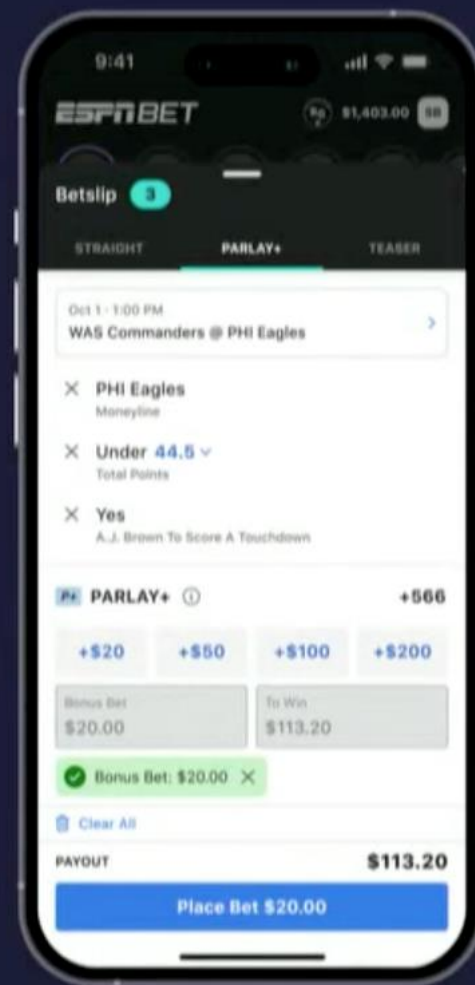 9:41
ESPN BET
$1,403.00 SB
Betslip 3
STRAIGHT PARLAY+ TEASER
Oct 1 · 1:00 PM
WAS Commanders @ PHI Eagles
PHI Eagles
Moneyline
Under 44.5
Total Points
Yes
A.J. Brown To Score A Touchdown
P+ PARLAY+ +566
+$20 +$50 +$100 +$200
Bonus Bet To Win
$20.00 $113.20
Bonus Bet: $20.00
Clear All
PAYOUT $113.20
Place Bet $20.00